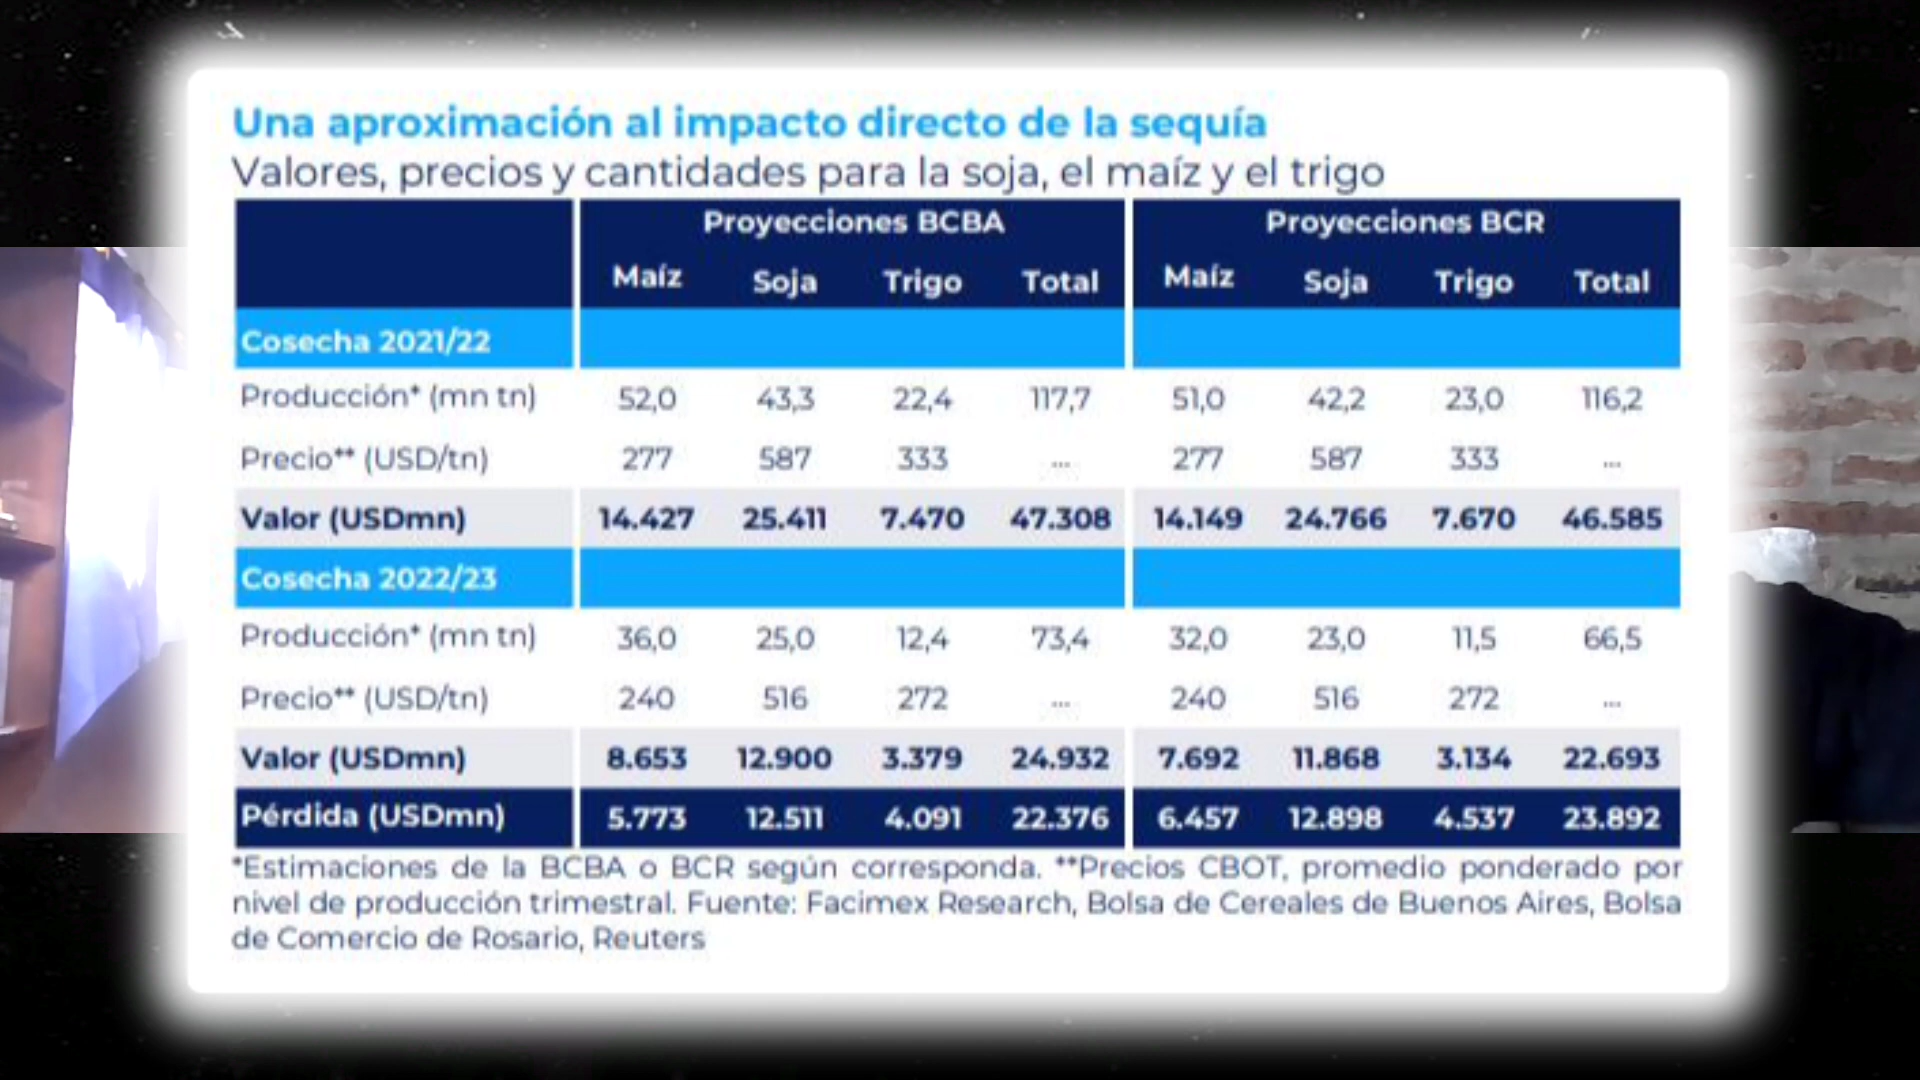 Una aproximación al impacto directo de la sequía
Valores, precios y cantidades para la soja, el maíz y el trigo
Proyecciones BCBA Proyecciones BCR
Maíz Soja Trigo Total Maíz Soja Trigo Total
Cosecha 2021/22
Producción* (mn tn) 52,0 43,3 22,4 117,7 51,0 42,2 23,0 116,2
Precio** (USD/tn) 277 587 333 ... 277 587 333 ...
Valor (USDmn) 14.427 25.411 7.470 47.308 14.149 24.766 7.670 46.585
Cosecha 2022/23
Producción* (mn tn) 36,0 25,0 12,4 73,4 32,0 23,0 11,5 66,5
Precio** (USD/tn) 240 516 272 ... 240 516 272 ...
Valor (USDmn) 8.653 12.900 3.379 24.932 7.692 11.868 3.134 22.693
Pérdida (USDmn) 5.773 12.511 4.091 22.376 6.457 12.898 4.537 23.892
*Estimaciones de la BCBA o BCR según corresponda. **Precios CBOT, promedio ponderado por
nivel de producción trimestral. Fuente: Facimex Research, Bolsa de Cereales de Buenos Aires, Bolsa
de Comercio de Rosario, Reuters